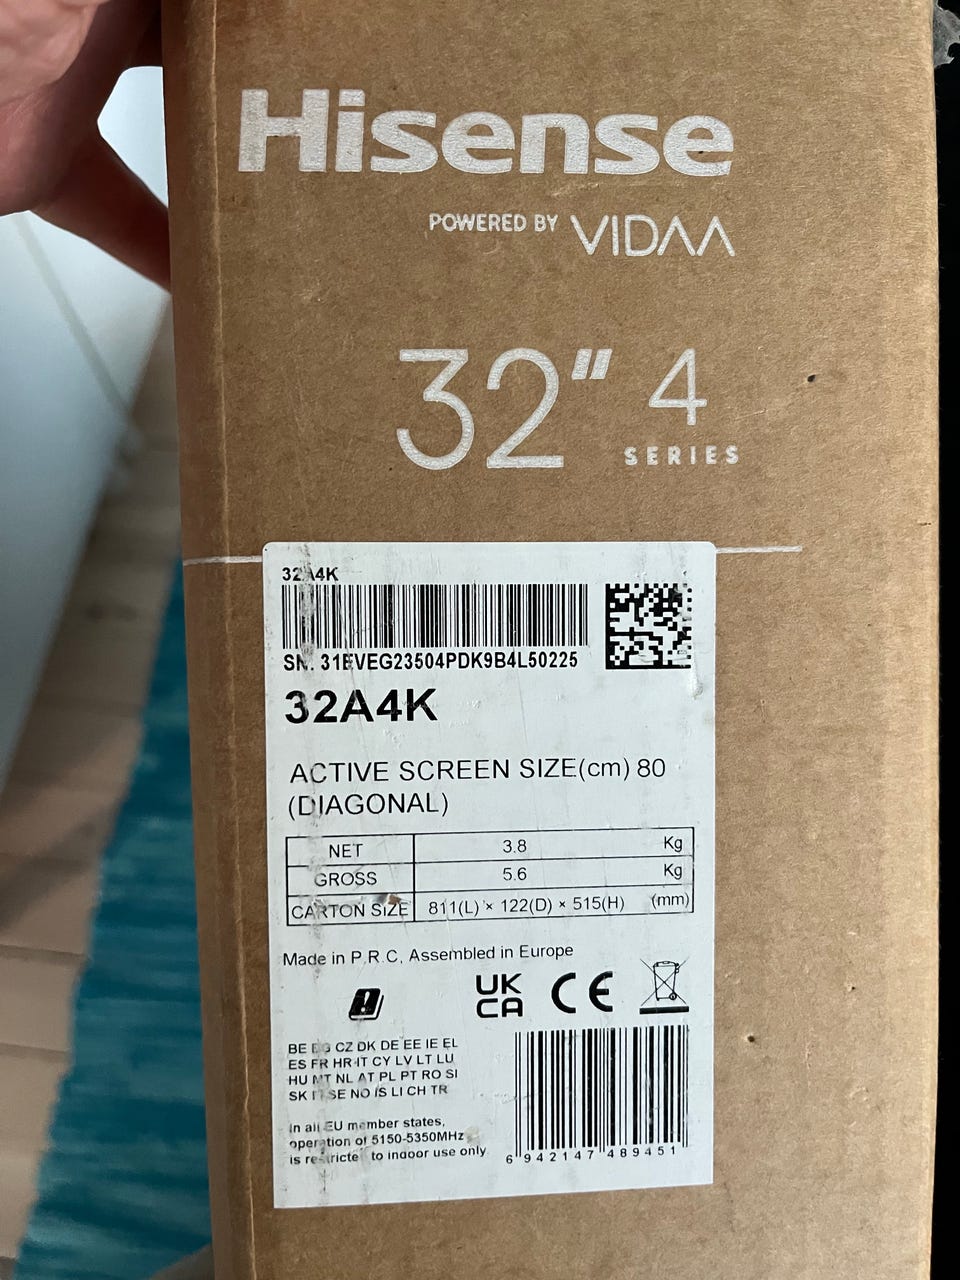 Hisense
POWERED BY VIDAA
32" 4
SERIES
32A4K
SN. 31EVEG23504PDK9B4L50225
32A4K
ACTIVE SCREEN SIZE(cm) 80
(DIAGONAL)
NET 3.8 Kg
GROSS 5.6 Kg
CARTON SIZE 811(L) × 122(D) × 515(H) (mm)
Made in P.R.C, Assembled in Europe
UK
CA CE
BE BG CZ DK DE EE IE EL
ES FR HR IT CY LV LT LU
HU MT NL AT PL PT RO SI
SK FI SE NO IS LI CH TR
In all EU member states,
operation of 5150-5350MHz
is restricted to indoor use only
6 942147 489451